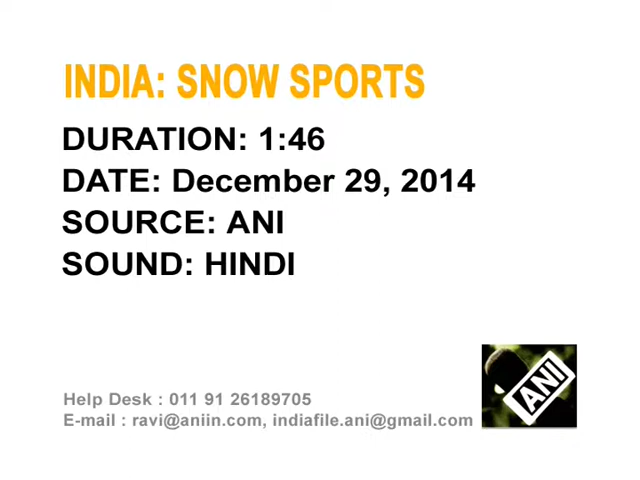 INDIA: SNOW SPORTS
DURATION: 1:46
DATE: December 29, 2014
SOURCE: ANI
SOUND: HINDI
Help Desk : 011 91 26189705
E-mail : ravi@aniin.com, indiafile.ani@gmail.com
ANI